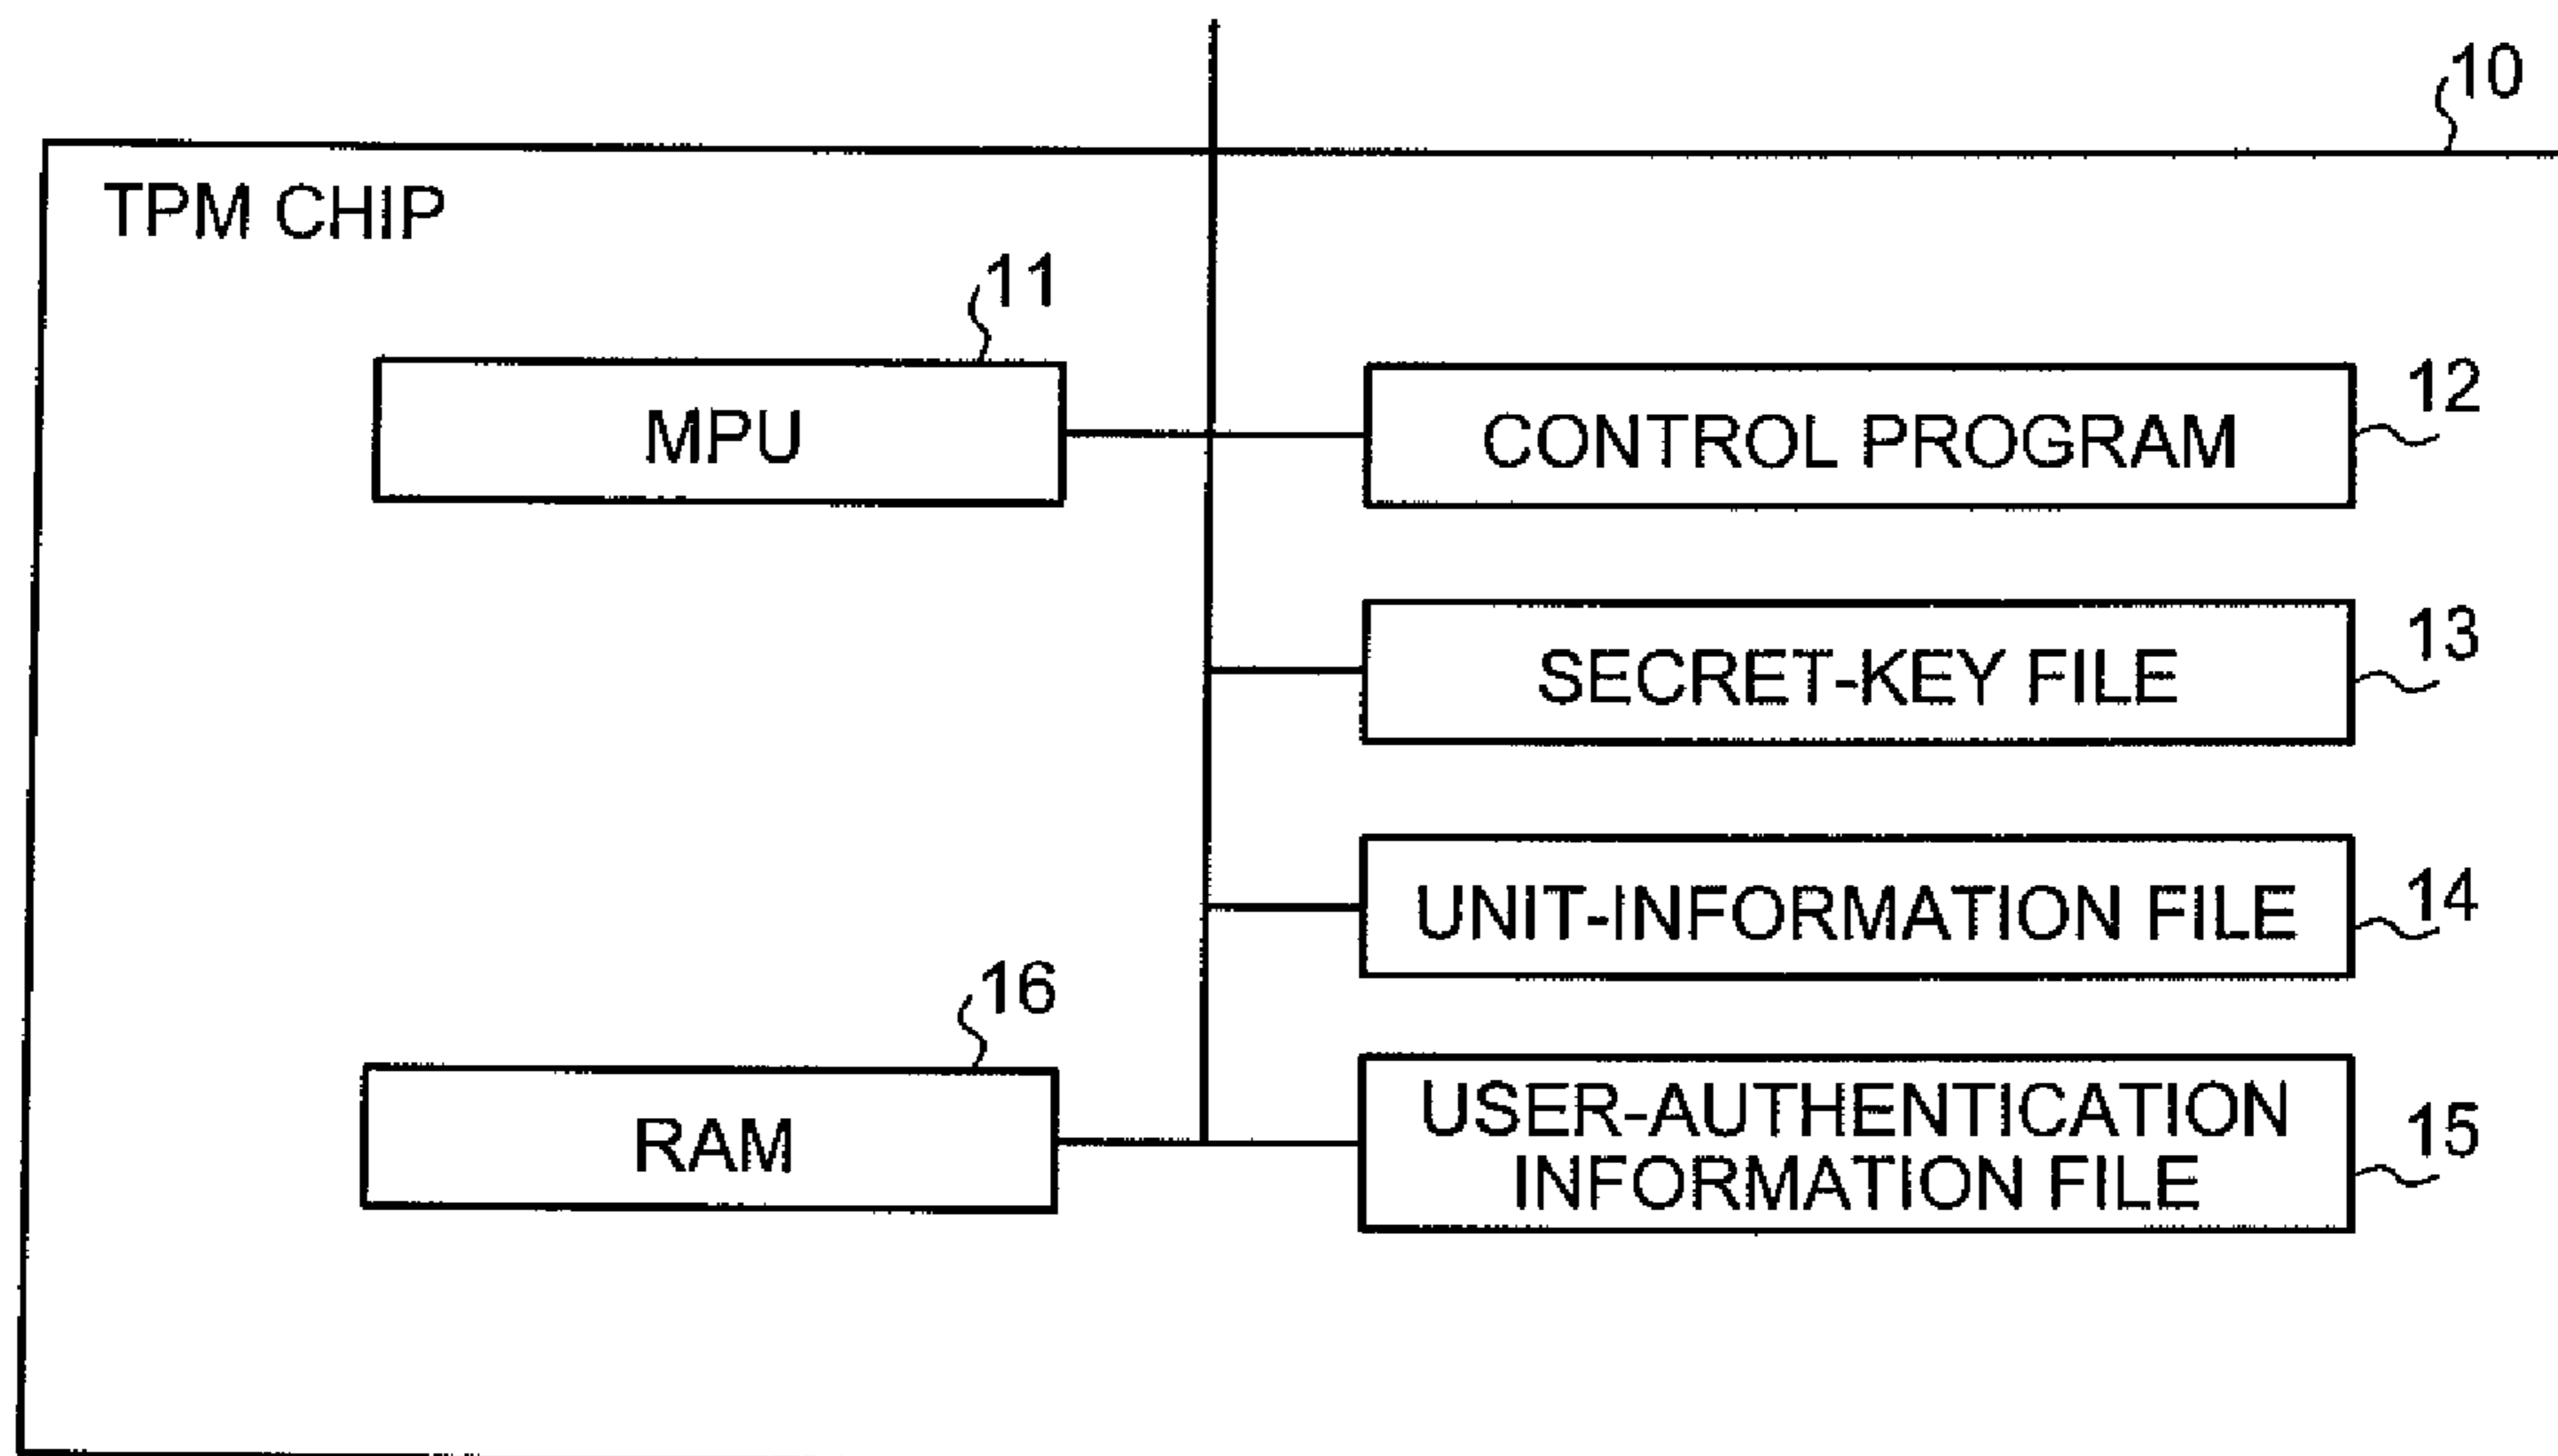 10
TPM CHIP
11
MPU
12
CONTROL PROGRAM
13
SECRET-KEY FILE
14
UNIT-INFORMATION FILE
16
RAM
15
USER-AUTHENTICATION
INFORMATION FILE